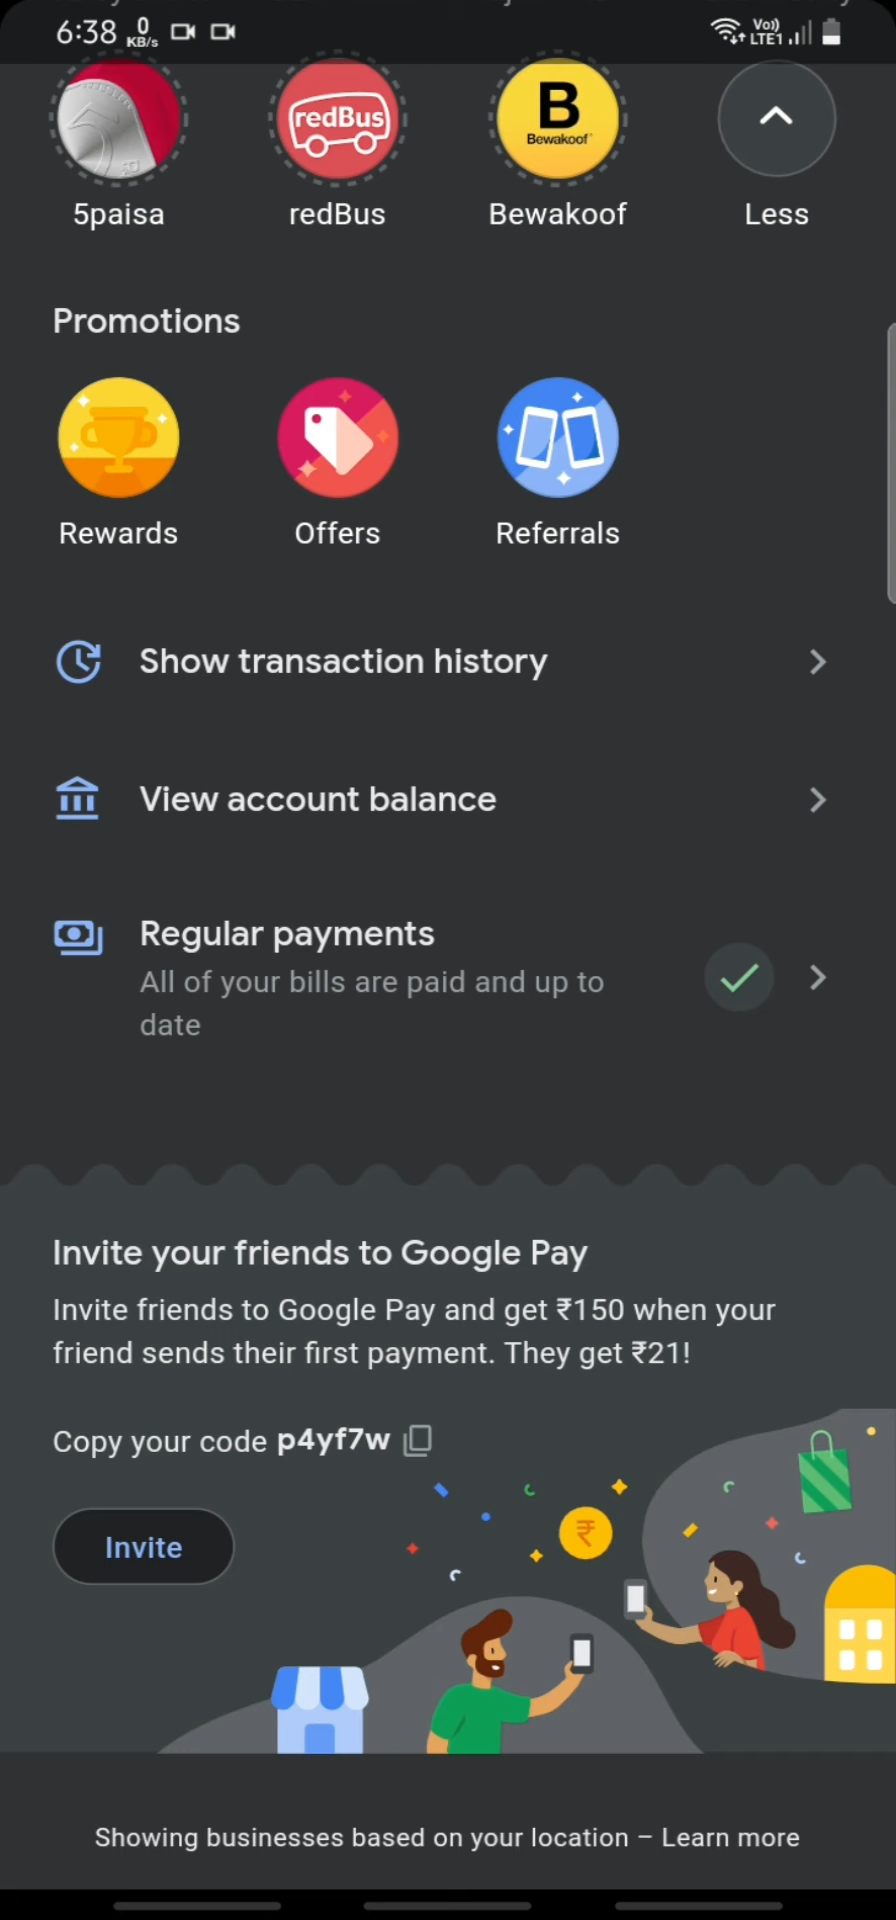 6:38 0 KB/s Vo)) LTE1
redBus
B
Bewakoof
5paisa redBus Bewakoof Less
Promotions
Rewards Offers Referrals
Show transaction history
View account balance
Regular payments
All of your bills are paid and up to
date
Invite your friends to Google Pay
Invite friends to Google Pay and get ₹150 when your
friend sends their first payment. They get ₹21!
Copy your code p4yf7w
₹
Invite
Showing businesses based on your location – Learn more